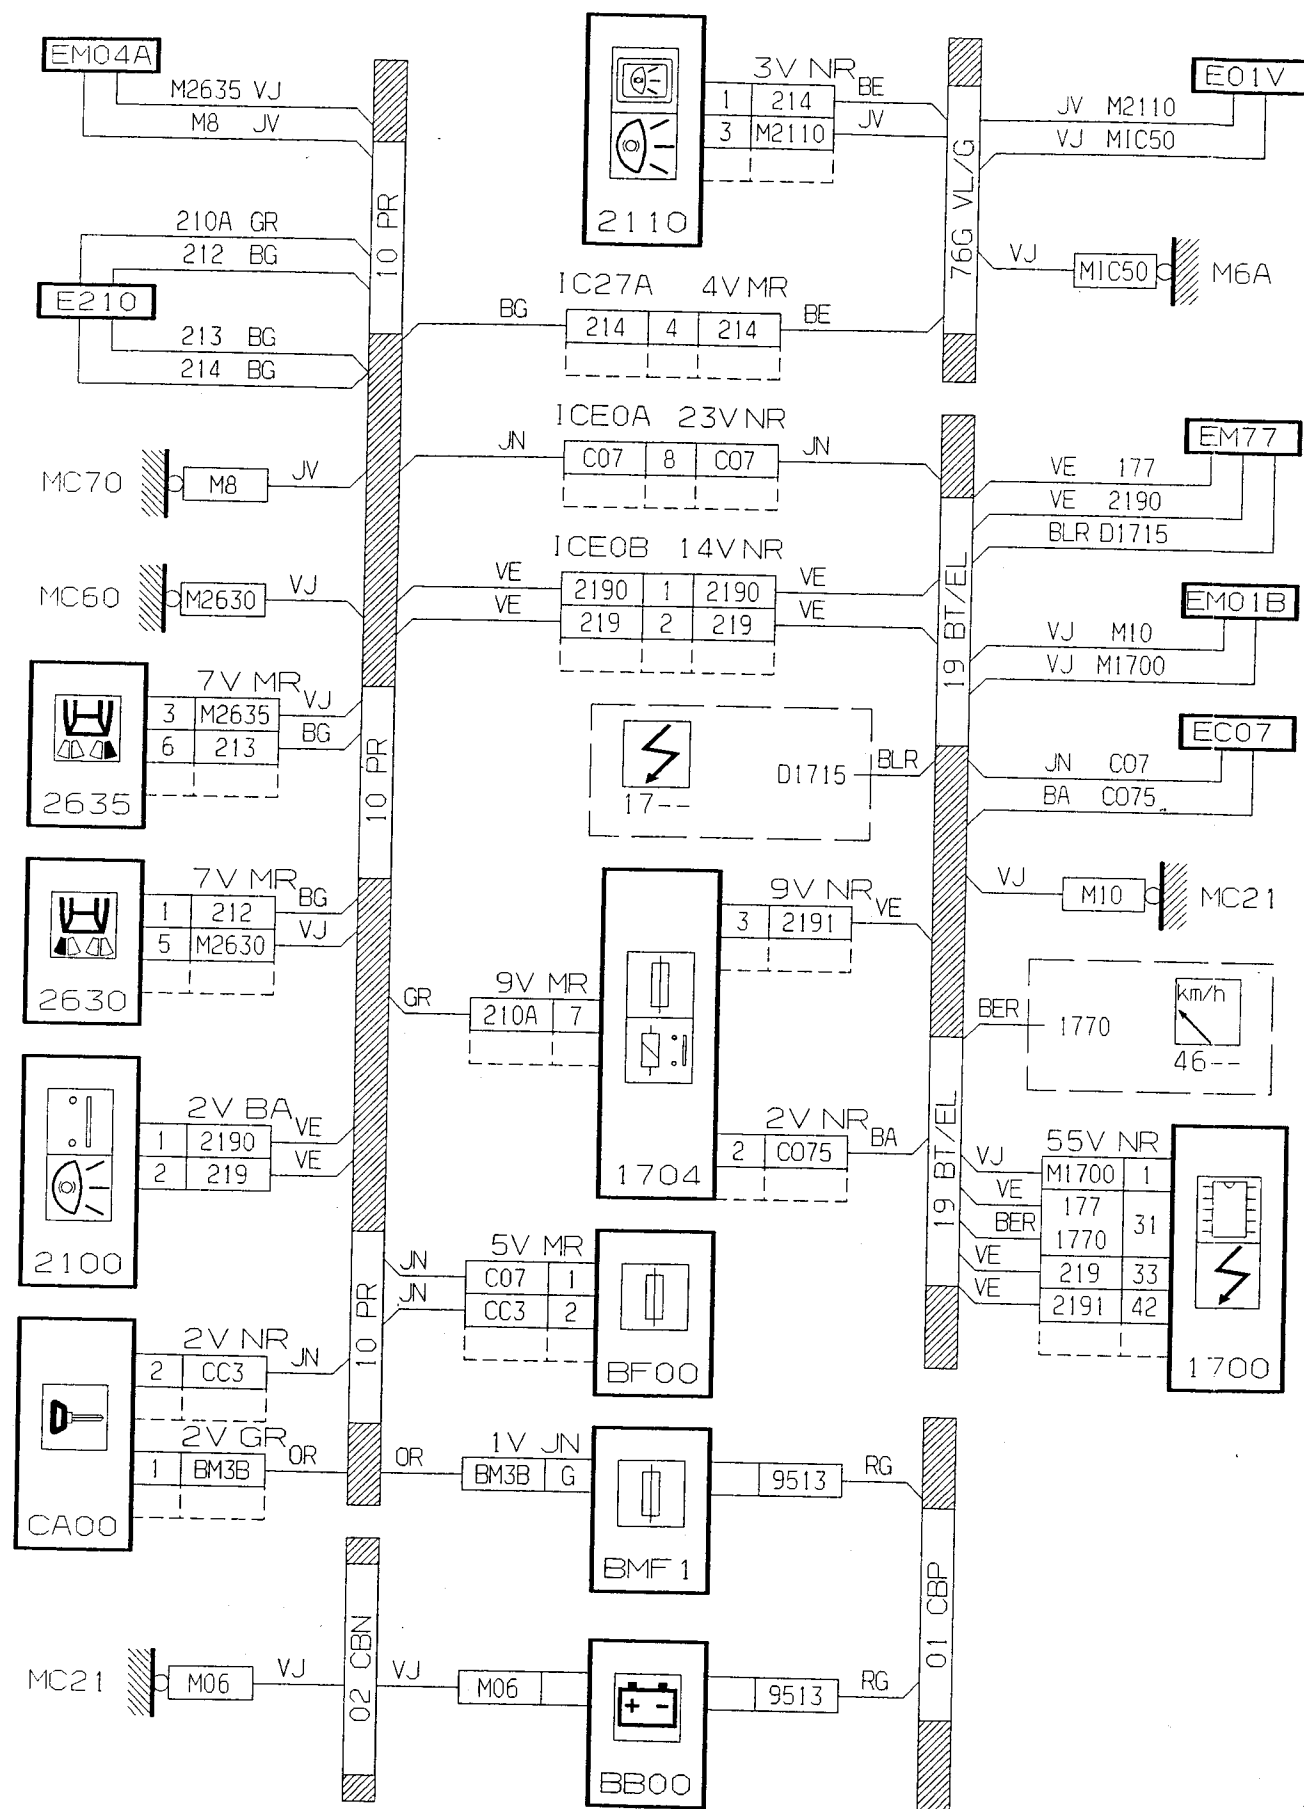 EM04A
M2635 VJ
M8 JV
210A GR
212 BG
E210
213 BG
214 BG
10 PR
MC70
M8
JV
MC60
M2630
VJ
7V MR
3 M2635 VJ
6 213 BG
2635
10 PR
7V MR
1 212 BG
5 M2630 VJ
2630
2V BA
1 2190 VE
2 219 VE
2100
10 PR
2V NR
2 CC3 JN
2V GR
1 BM3B OR
CA00
MC21
M06
VJ
02 CBN
3V NR
1 214 BE
3 M2110 JV
2110
IC27A 4V MR
BG 214 4 214 BE
ICE0A 23V NR
JN C07 8 C07 JN
ICE0B 14V NR
VE 2190 1 2190 VE
VE 219 2 219 VE
17--
D1715
BLR
9V NR
3 2191 VE
9V MR
GR 210A 7
2V NR
2 C075 BA
1704
5V MR
JN C07 1
JN CC3 2
BF00
1V JN
OR BM3B G
9513 RG
BMF1
VJ M06
+ -
9513 RG
BB00
76G VL/G
E01V
JV M2110
VJ MIC50
VJ
MIC50
M6A
EM77
VE 177
VE 2190
BLR D1715
19 BT/EL
EM01B
VJ M10
VJ M1700
EC07
JN C07
BA C075
VJ
M10
MC21
BER
1770
km/h
46--
19 BT/EL
55V NR
VJ M1700 1
VE 177
31
BER 1770
VE 219 33
VE 2191 42
1700
01 CBP